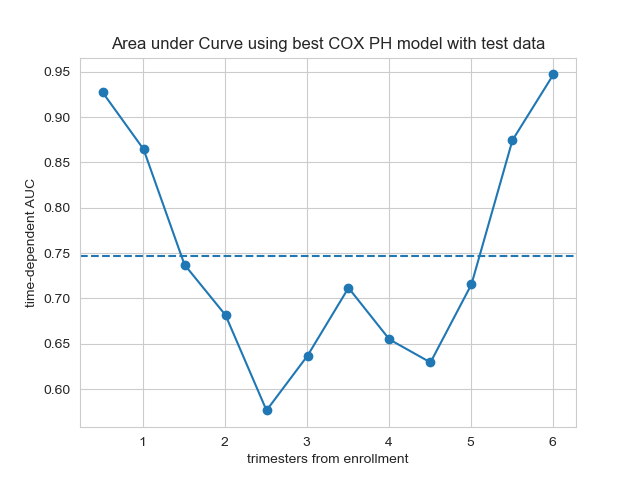 Area under Curve using best COX PH model with test data
0.95
0.90
0.85
0.80
0.75
0.70
0.65
0.60
time-dependent AUC
1 2 3 4 5 6
trimesters from enrollment